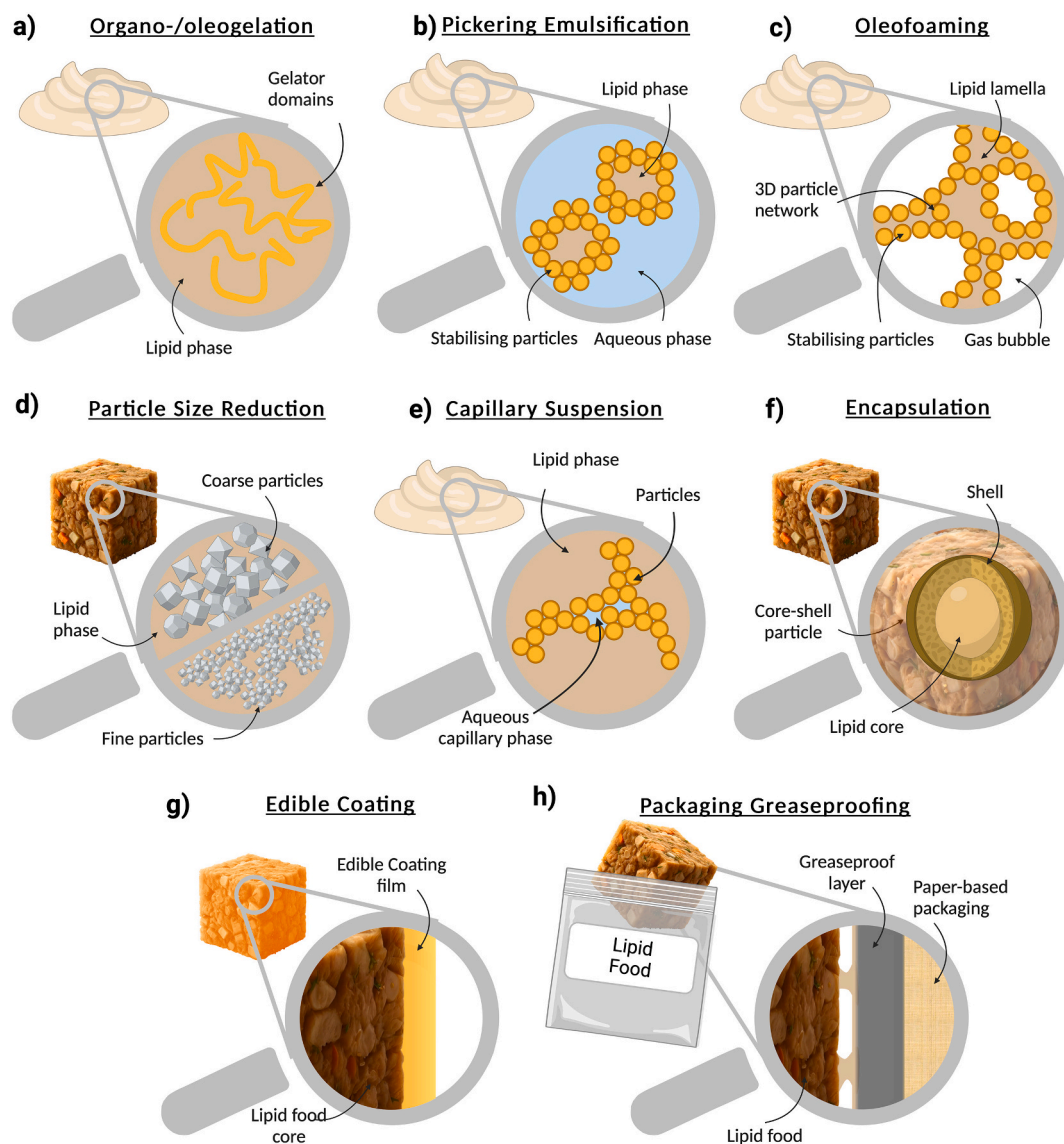 a) Organo-/oleogelation
Gelator
domains
Lipid phase
b) Pickering Emulsification
Lipid phase
Stabilising particles
Aqueous phase
c) Oleofoaming
Lipid lamella
3D particle
network
Stabilising particles
Gas bubble
d) Particle Size Reduction
Coarse particles
Lipid
phase
Fine particles
e) Capillary Suspension
Lipid phase
Particles
Aqueous
capillary phase
f) Encapsulation
Shell
Core-shell
particle
Lipid core
g) Edible Coating
Edible Coating
film
Lipid food
core
h) Packaging Greaseproofing
Greaseproof
layer
Paper-based
packaging
Lipid
Food
Lipid food